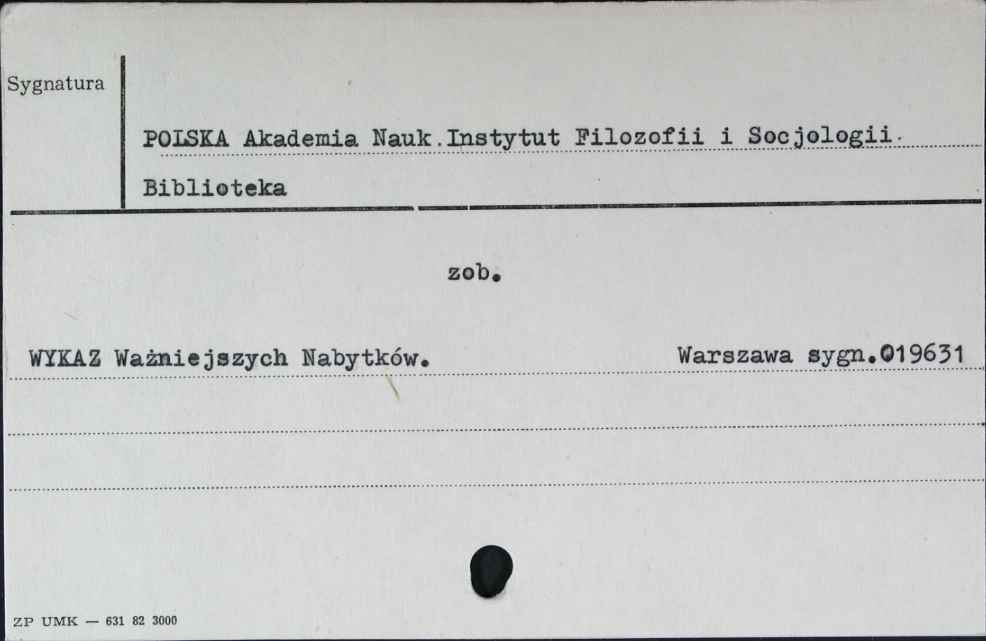 Sygnatura
POLSKA Akademia Nauk.Instytut Filozofii i Socjologii.
Biblioteka
zob.
WYKAZ Ważniejszych Nabytków. Warszawa sygn.019631
ZP UMK — 631 82 3000